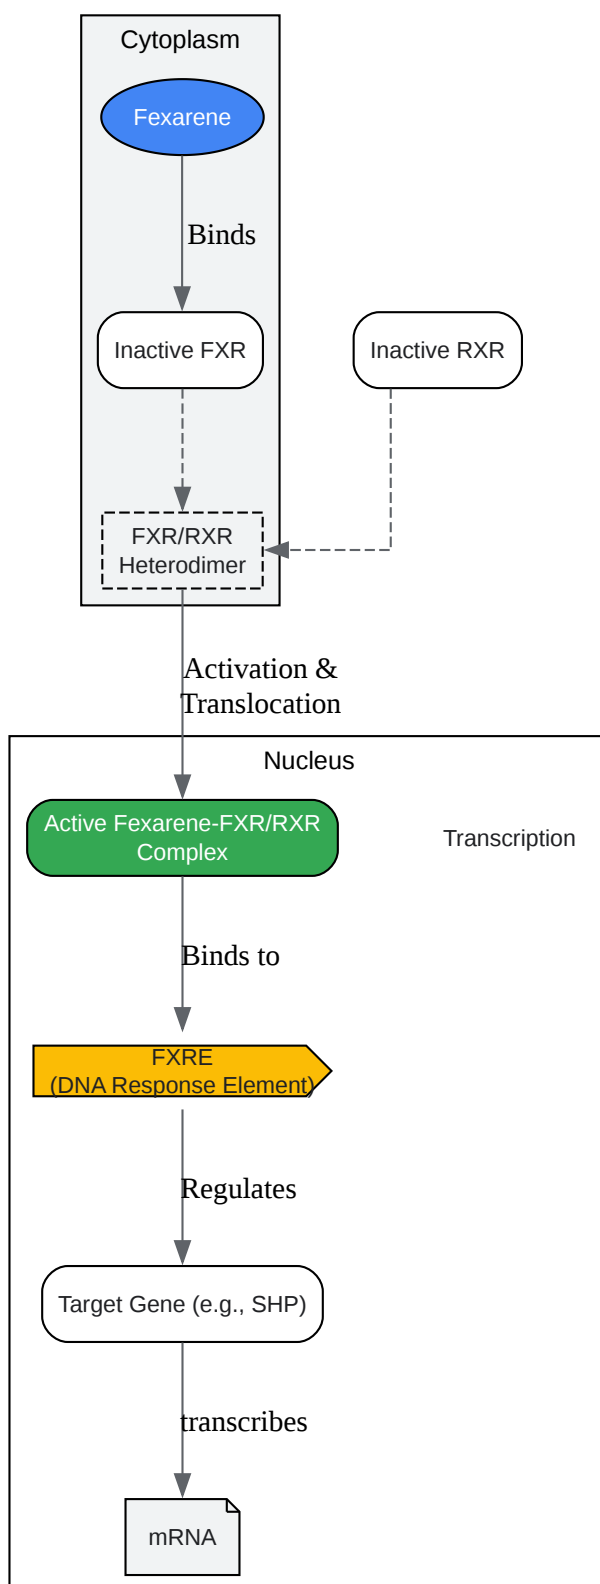 Cytoplasm
Fexarene
Binds
Inactive FXR
Inactive RXR
FXR/RXR
Heterodimer
Activation &
Translocation
Nucleus
Active Fexarene-FXR/RXR
Complex
Transcription
Binds to
FXRE
(DNA Response Element)
Regulates
Target Gene (e.g., SHP)
transcribes
mRNA